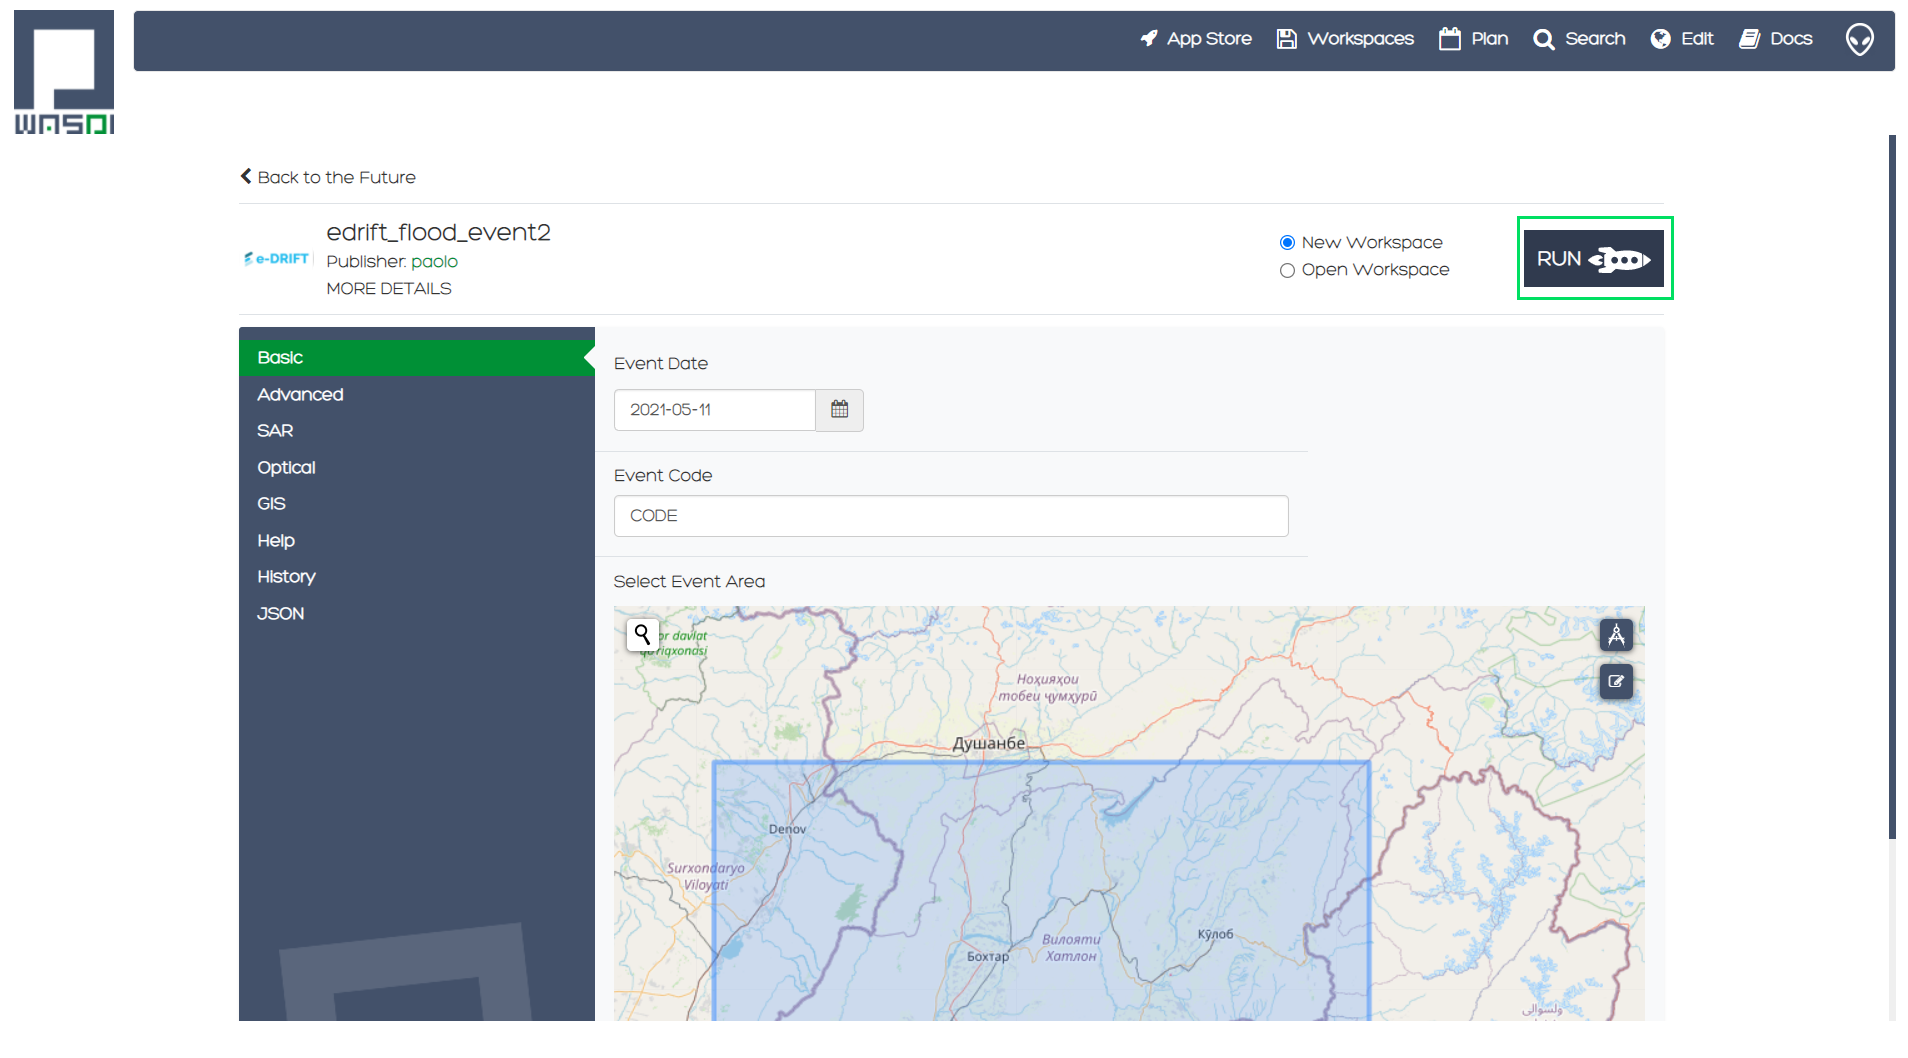 App Store Workspaces Plan Search Edit Docs
WASDI
Back to the Future
edrift_flood_event2
e-DRIFT
Publisher: paolo
MORE DETAILS
New Workspace
Open Workspace
RUN
Basic
Advanced
SAR
Optical
GIS
Help
History
JSON
Event Date
2021-05-11
Event Code
CODE
Select Event Area
or davlat
qo'riqxonasi
Ноҳияҳои
тобеи ҷумҳурӣ
Душанбе
Denov
Surxondaryo
Viloyati
Кӯлоб
Вилояти
Хатлон
Бохтар
ولسوالی